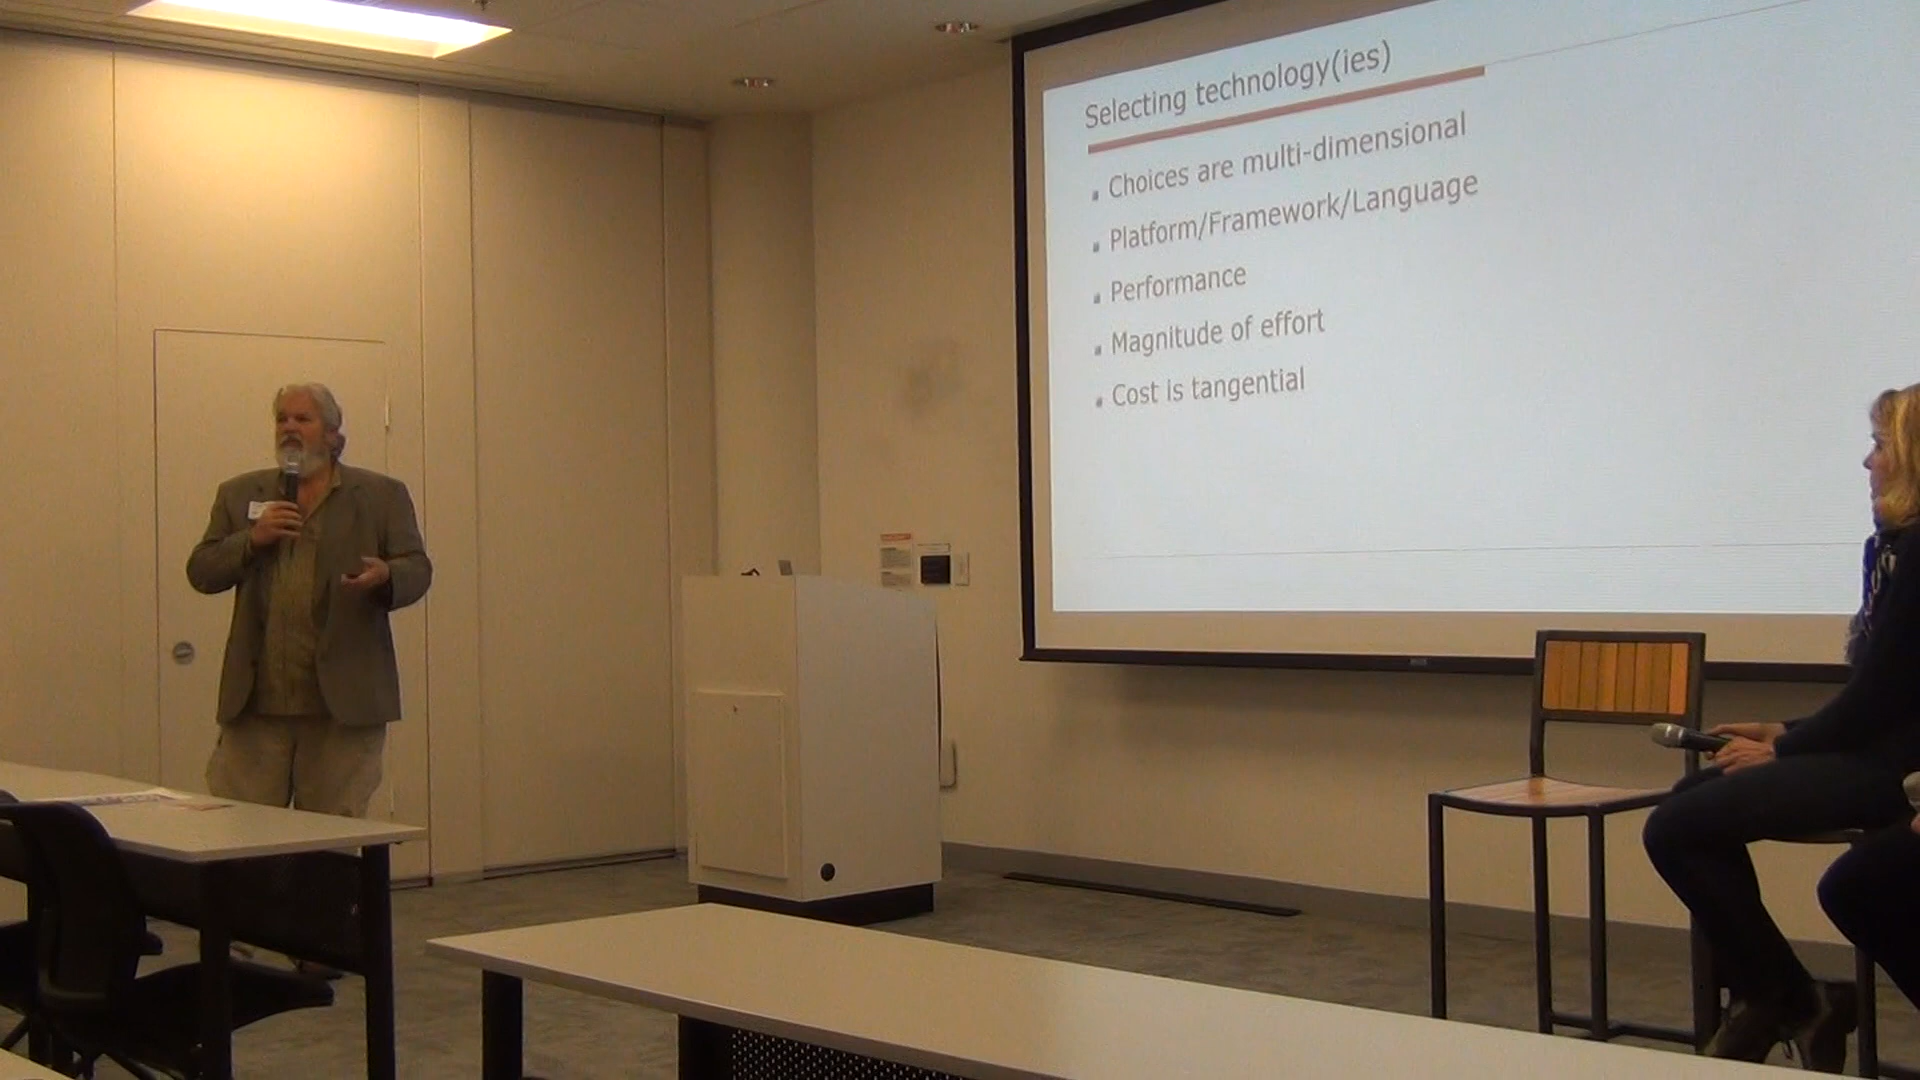 Selecting technology(ies)
Choices are multi-dimensional
Platform/Framework/Language
Performance
Magnitude of effort
Cost is tangential